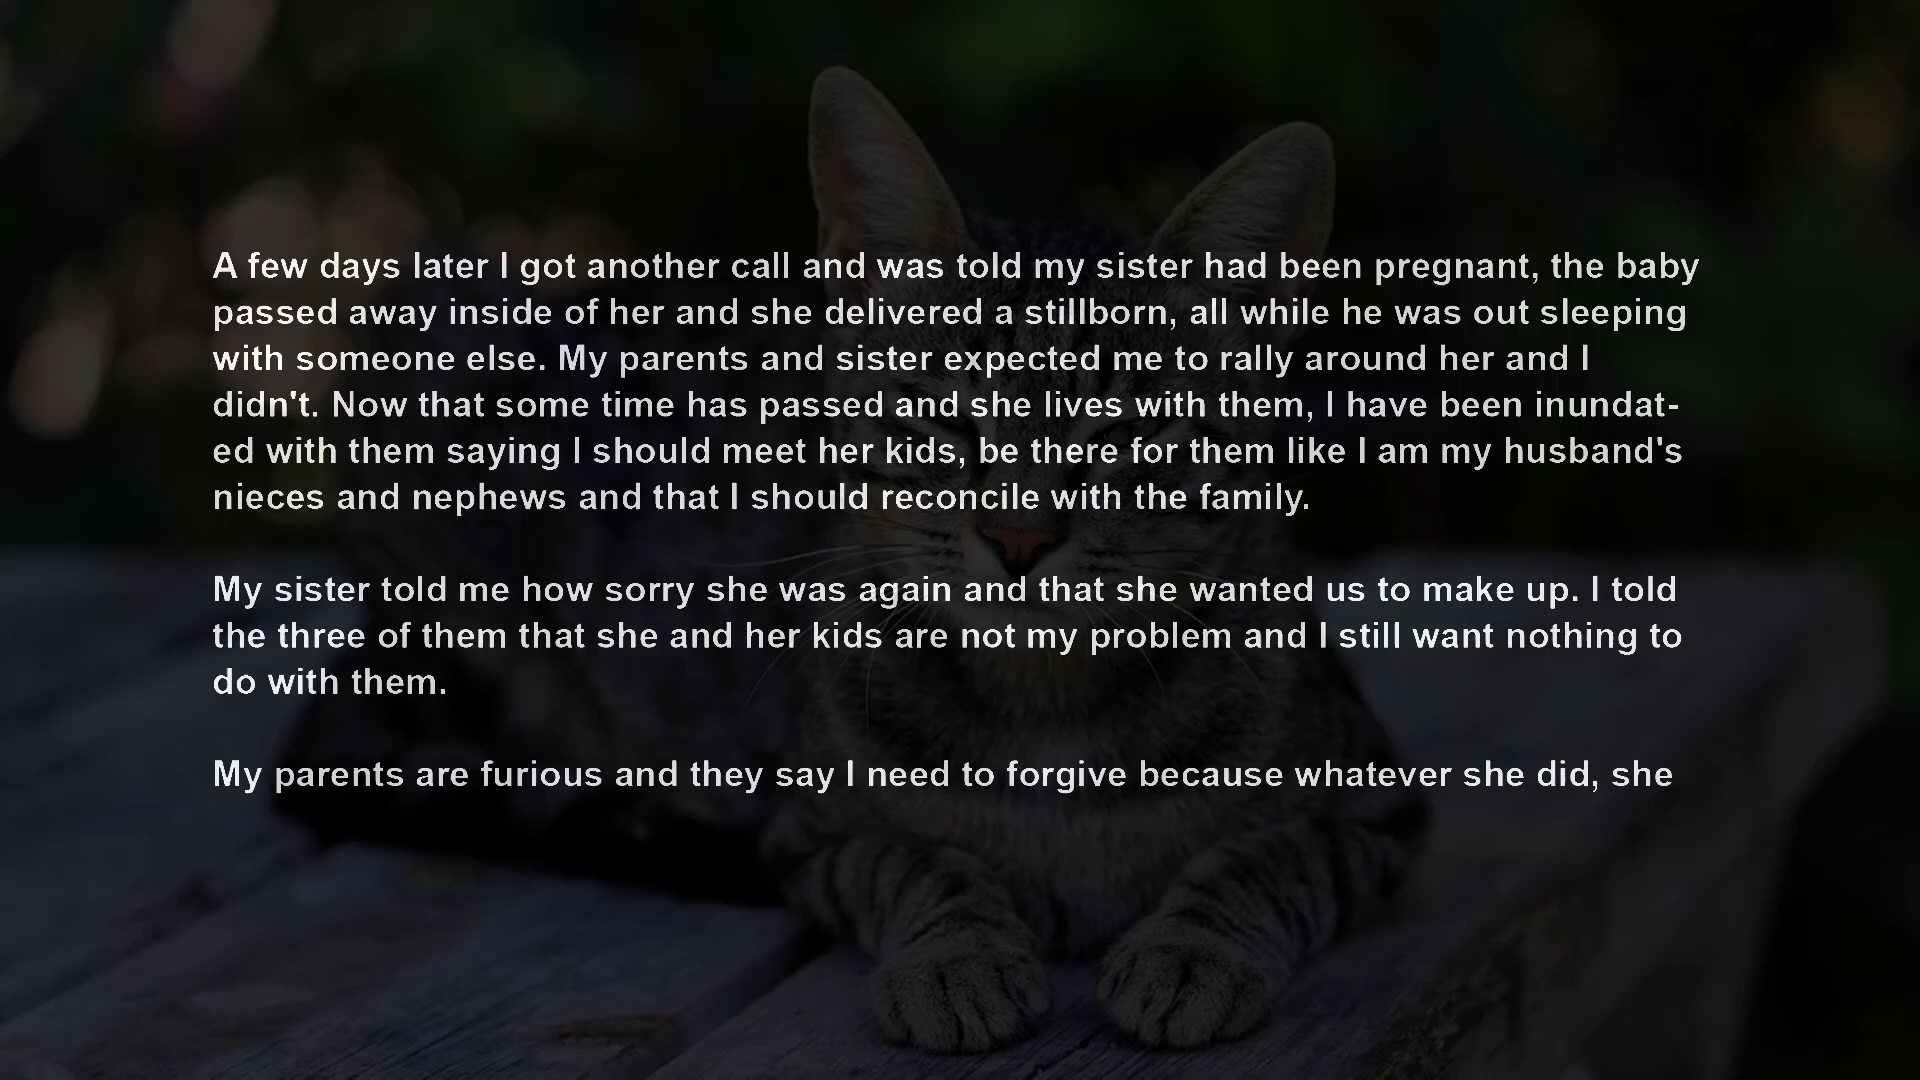 A few days later I got another call and was told my sister had been pregnant, the baby
passed away inside of her and she delivered a stillborn, all while he was out sleeping
with someone else. My parents and sister expected me to rally around her and I
didn't. Now that some time has passed and she lives with them, I have been inundat-
ed with them saying I should meet her kids, be there for them like I am my husband's
nieces and nephews and that I should reconcile with the family.
My sister told me how sorry she was again and that she wanted us to make up. I told
the three of them that she and her kids are not my problem and I still want nothing to
do with them.
My parents are furious and they say I need to forgive because whatever she did, she